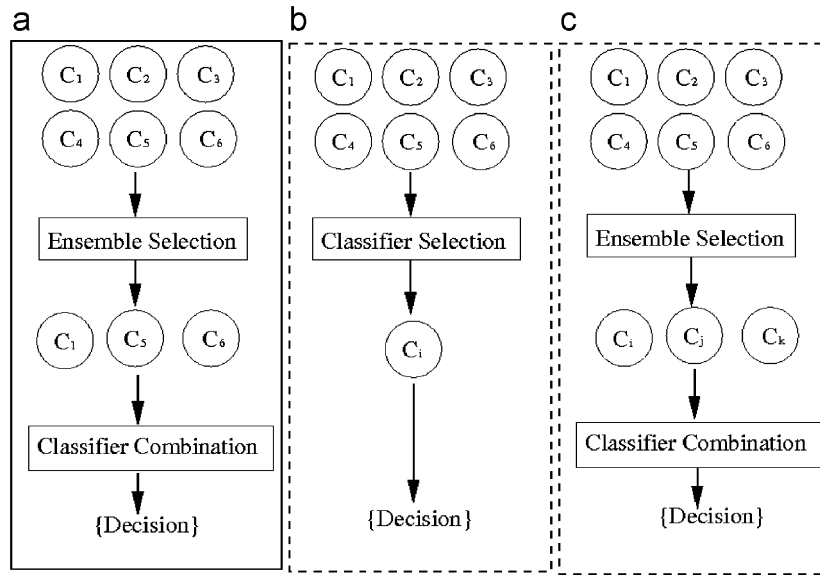 a
C₁ C₂ C₃
C₄ C₅ C₆
Ensemble Selection
C₁ C₅ C₆
Classifier Combination
{Decision}
b
C₁ C₂ C₃
C₄ C₅ C₆
Classifier Selection
Cᵢ
{Decision}
c
C₁ C₂ C₃
C₄ C₅ C₆
Ensemble Selection
Cᵢ Cⱼ Cₖ
Classifier Combination
{Decision}